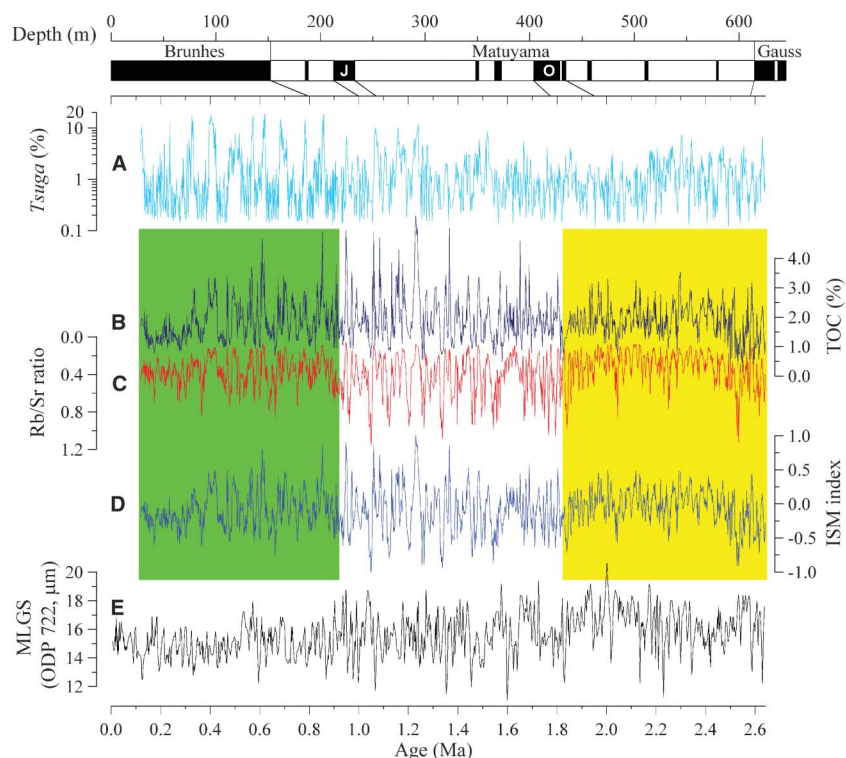 0 100 200 300 400 500 600
Depth (m)
Brunhes Matuyama Gauss
J O
20
10
1
0.1
Tsuga (%)
A
4.0
3.0
2.0
1.0
0.0
TOC (%)
B
0.0
0.4
0.8
1.2
Rb/Sr ratio
C
1.0
0.5
0.0
-0.5
-1.0
ISM index
D
20
18
16
14
12
MLGS
(ODP 722, μm)
E
0.0 0.2 0.4 0.6 0.8 1.0 1.2 1.4 1.6 1.8 2.0 2.2 2.4 2.6
Age (Ma)